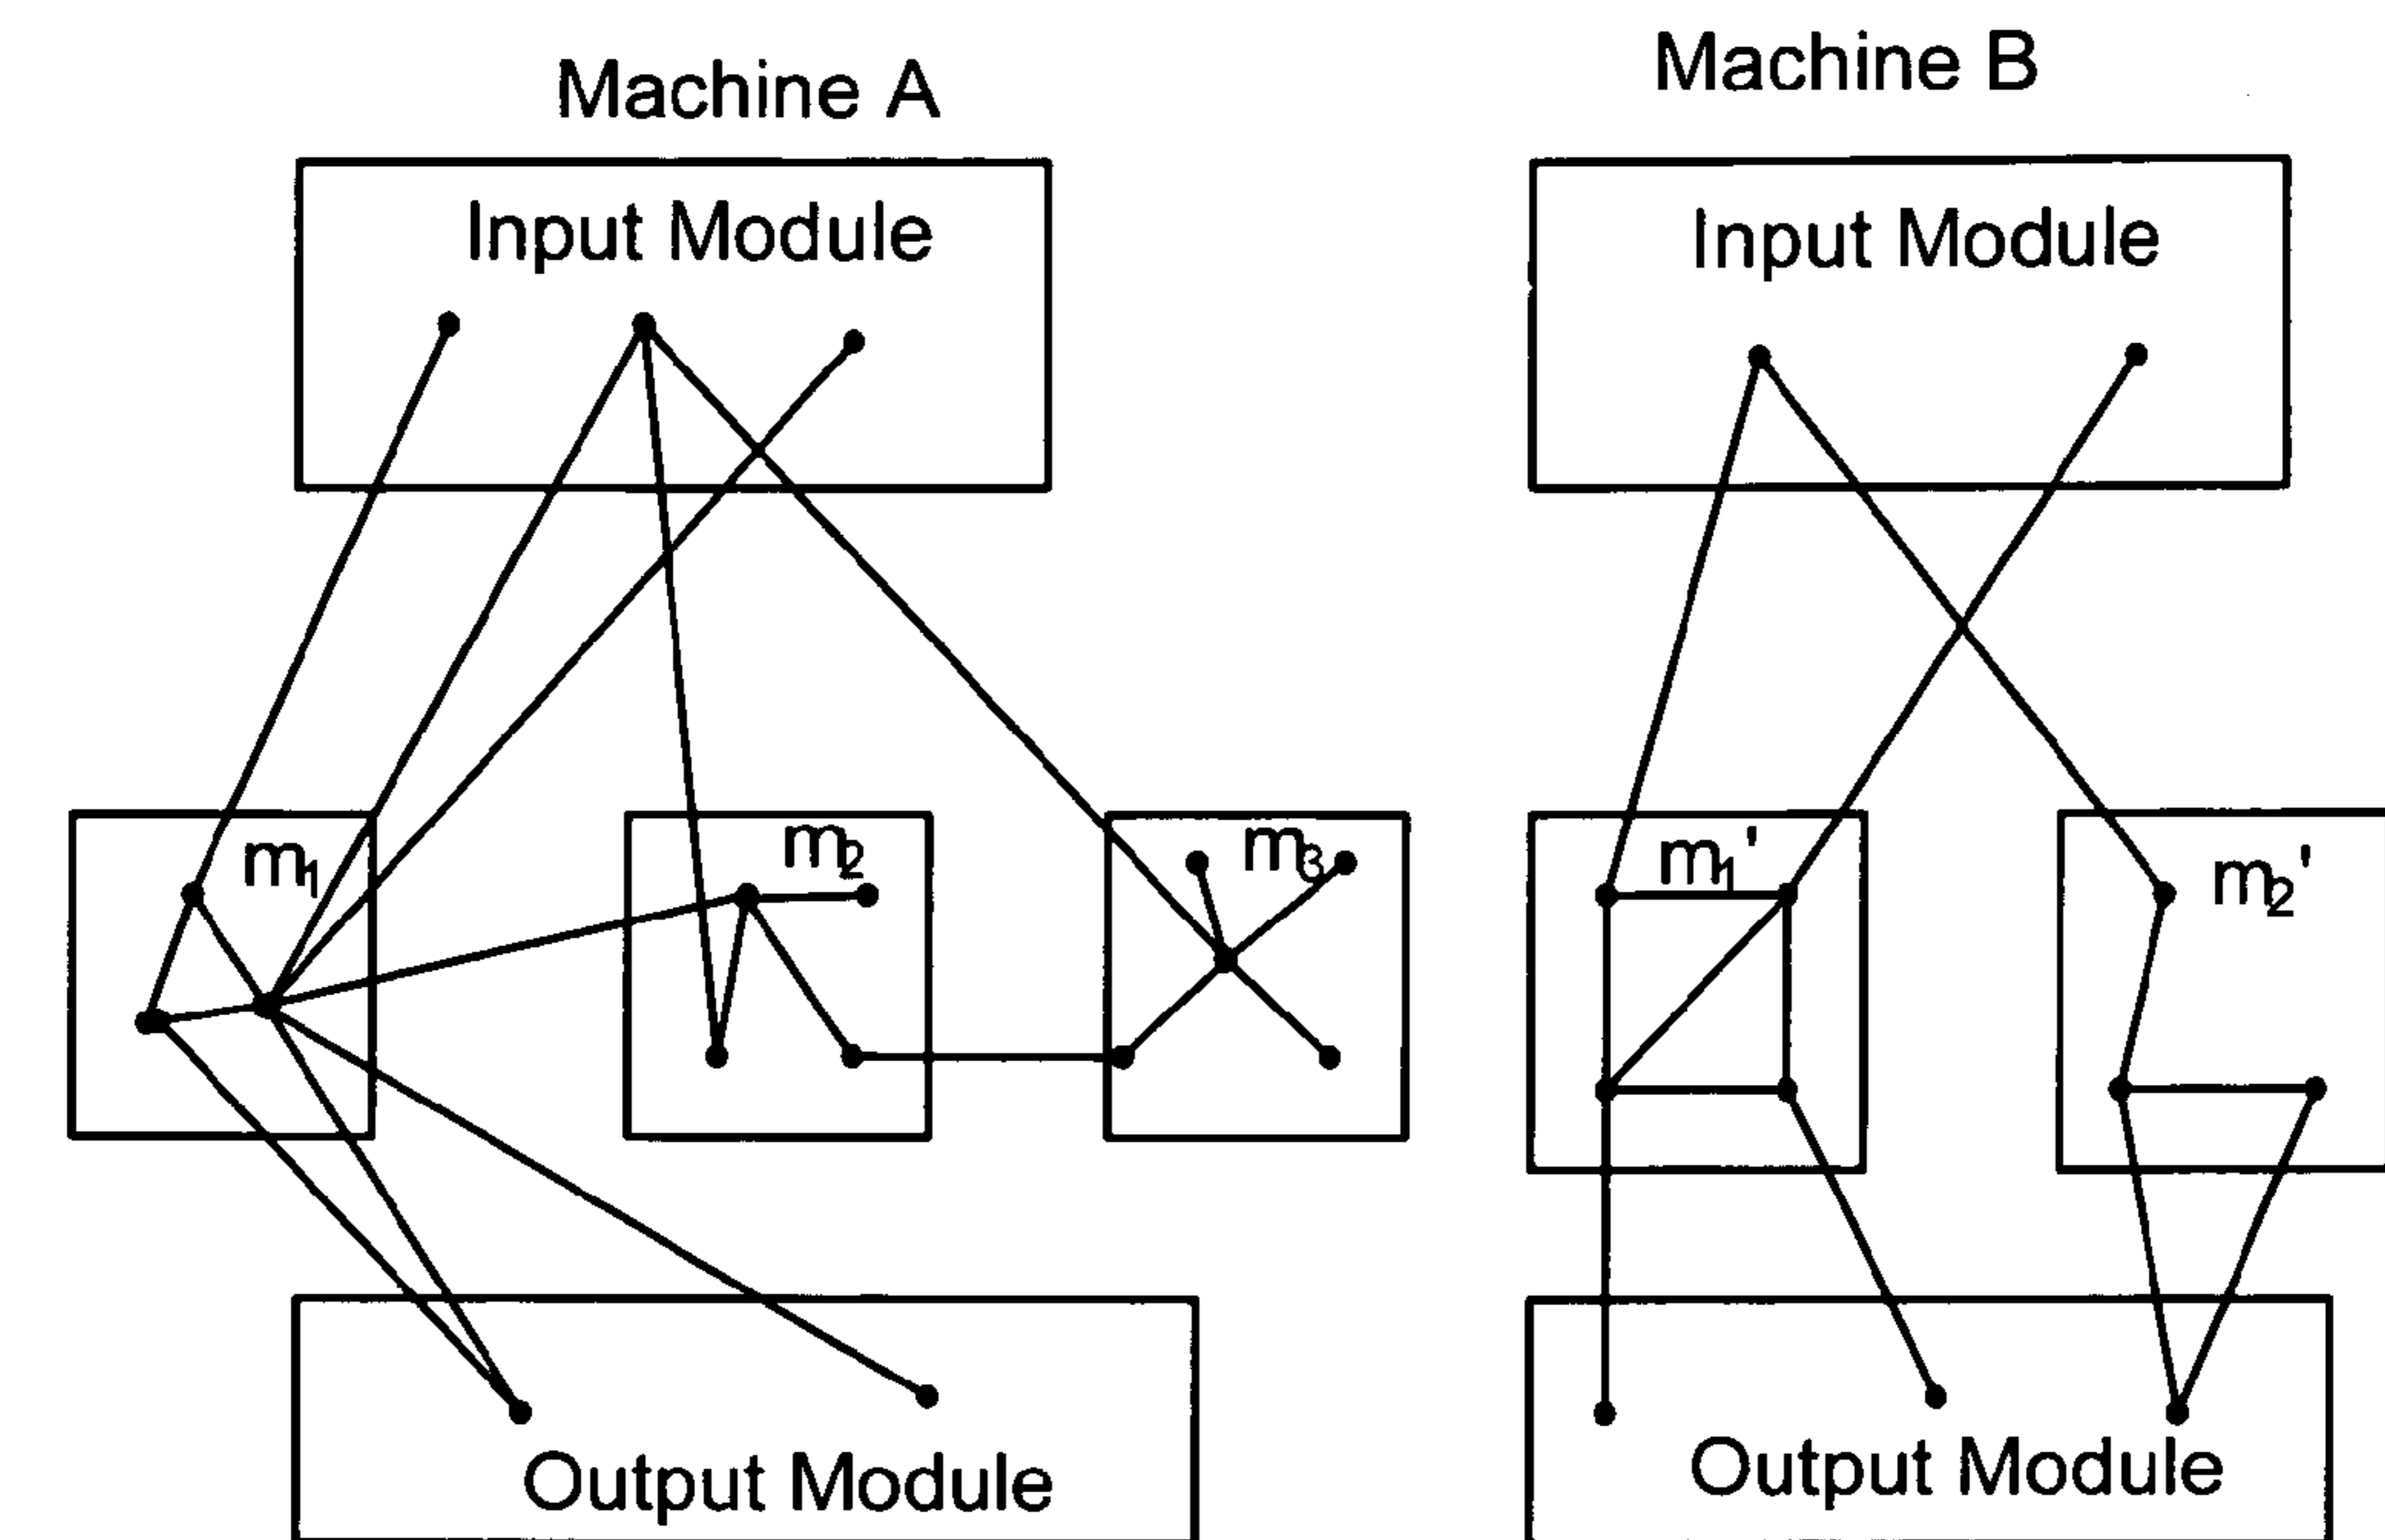 Machine A
Machine B
Input Module
Input Module
m1
m2
m3
m1'
m2'
Output Module
Output Module